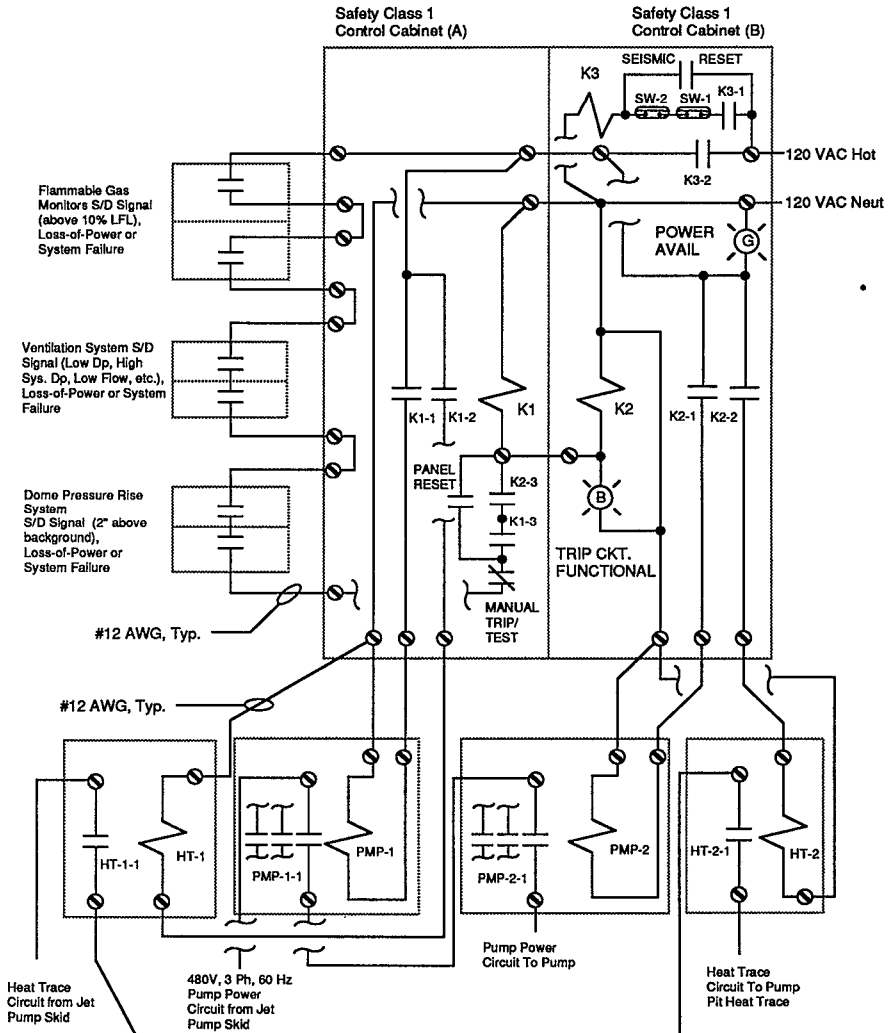 Safety Class 1
Control Cabinet (A)
Safety Class 1
Control Cabinet (B)
SEISMIC RESET
K3
SW-2 SW-1 K3-1
120 VAC Hot
K3-2
120 VAC Neut
Flammable Gas
Monitors S/D Signal
(above 10% LFL),
Loss-of-Power or
System Failure
POWER
AVAIL
G
Ventilation System S/D
Signal (Low Dp, High
Sys. Dp, Low Flow, etc.),
Loss-of-Power or System
Failure
K1-1 K1-2 K1 K2 K2-1 K2-2
PANEL
RESET
K2-3
K1-3
B
Dome Pressure Rise
System
S/D Signal (2" above
background),
Loss-of-Power or
System Failure
TRIP CKT.
FUNCTIONAL
MANUAL
TRIP/
TEST
#12 AWG, Typ.
#12 AWG, Typ.
HT-1-1 HT-1 PMP-1-1 PMP-1 PMP-2-1 PMP-2 HT-2-1 HT-2
Heat Trace
Circuit from Jet
Pump Skid
480V, 3 Ph, 60 Hz
Pump Power
Circuit from Jet
Pump Skid
Pump Power
Circuit To Pump
Heat Trace
Circuit To Pump
Pit Heat Trace